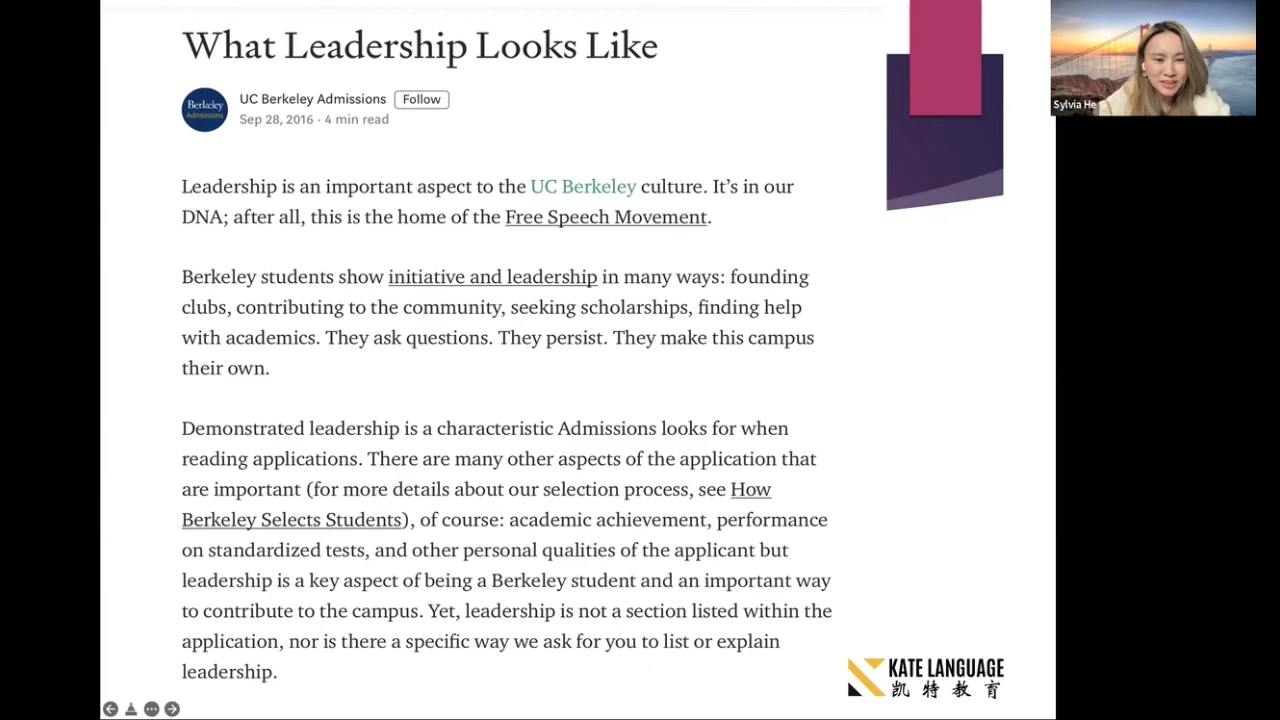 What Leadership Looks Like
Berkeley
Admissions
UC Berkeley Admissions Follow
Sep 28, 2016 · 4 min read
Leadership is an important aspect to the UC Berkeley culture. It’s in our
DNA; after all, this is the home of the Free Speech Movement.
Berkeley students show initiative and leadership in many ways: founding
clubs, contributing to the community, seeking scholarships, finding help
with academics. They ask questions. They persist. They make this campus
their own.
Demonstrated leadership is a characteristic Admissions looks for when
reading applications. There are many other aspects of the application that
are important (for more details about our selection process, see How
Berkeley Selects Students), of course: academic achievement, performance
on standardized tests, and other personal qualities of the applicant but
leadership is a key aspect of being a Berkeley student and an important way
to contribute to the campus. Yet, leadership is not a section listed within the
application, nor is there a specific way we ask for you to list or explain
leadership.
Sylvia He
KATE LANGUAGE
凯特教育